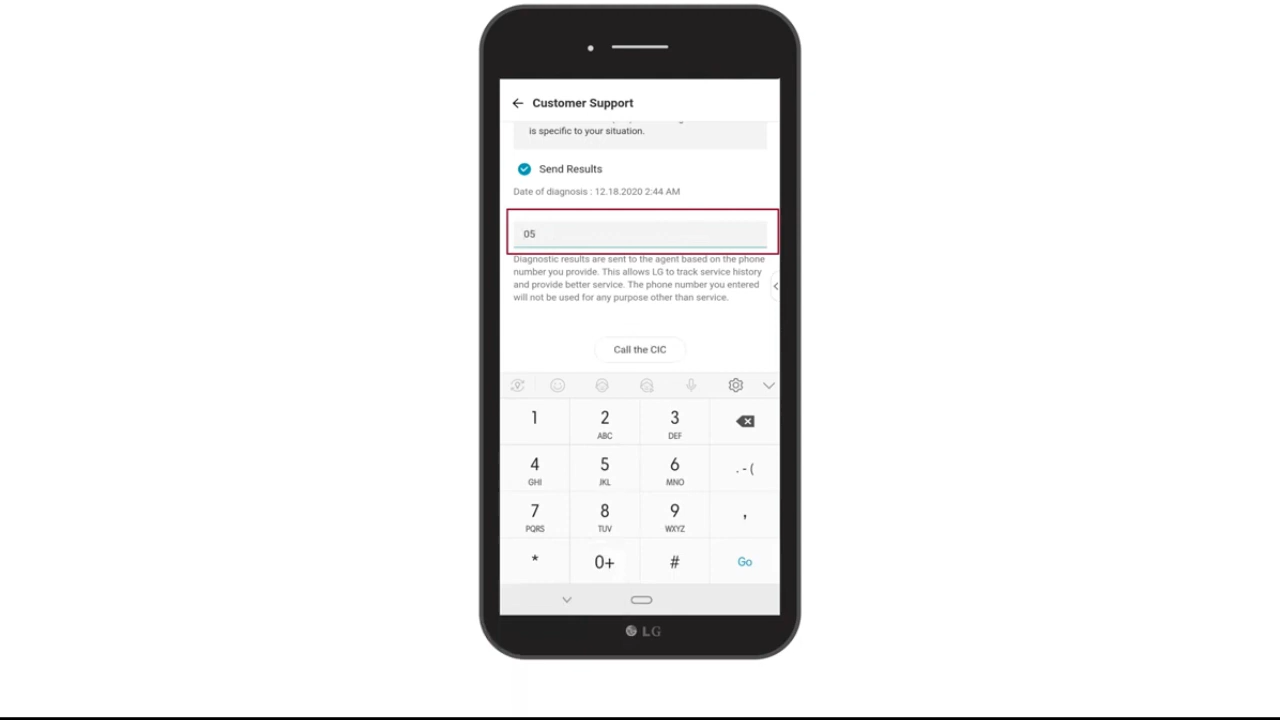 Customer Support
is specific to your situation.
Send Results
Date of diagnosis : 12.18.2020 2:44 AM
05
Diagnostic results are sent to the agent based on the phone
number you provide. This allows LG to track service history
and provide better service. The phone number you entered
will not be used for any purpose other than service.
Call the CIC
1 2 3
ABC DEF
4 5 6 . - (
GHI JKL MNO
7 8 9 ,
PQRS TUV WXYZ
* 0+ # Go
LG